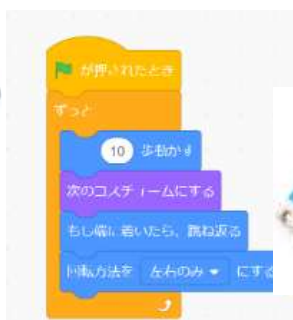 が押されたとき
ずっと
10 歩動かす
次のコスチュームにする
もし端に着いたら、跳ね返る
回転方法を 左右のみ にする